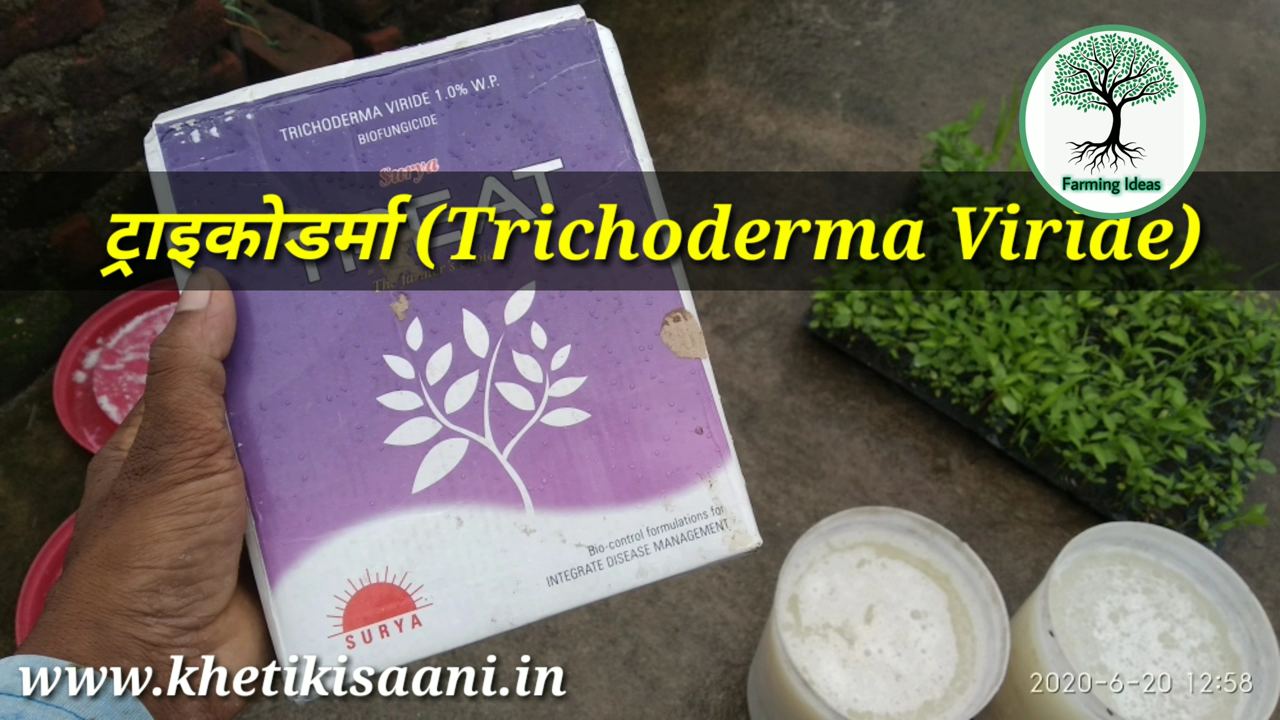 TRICHODERMA VIRIDE 1.0% W.P.
BIOFUNGICIDE
Surya
Farming Ideas
ट्राइकोडर्मा (Trichoderma Viride)
Bio-control formulations for
INTEGRATE DISEASE MANAGEMENT
SURYA
www.khetikisaani.in
2020-6-20 12:58